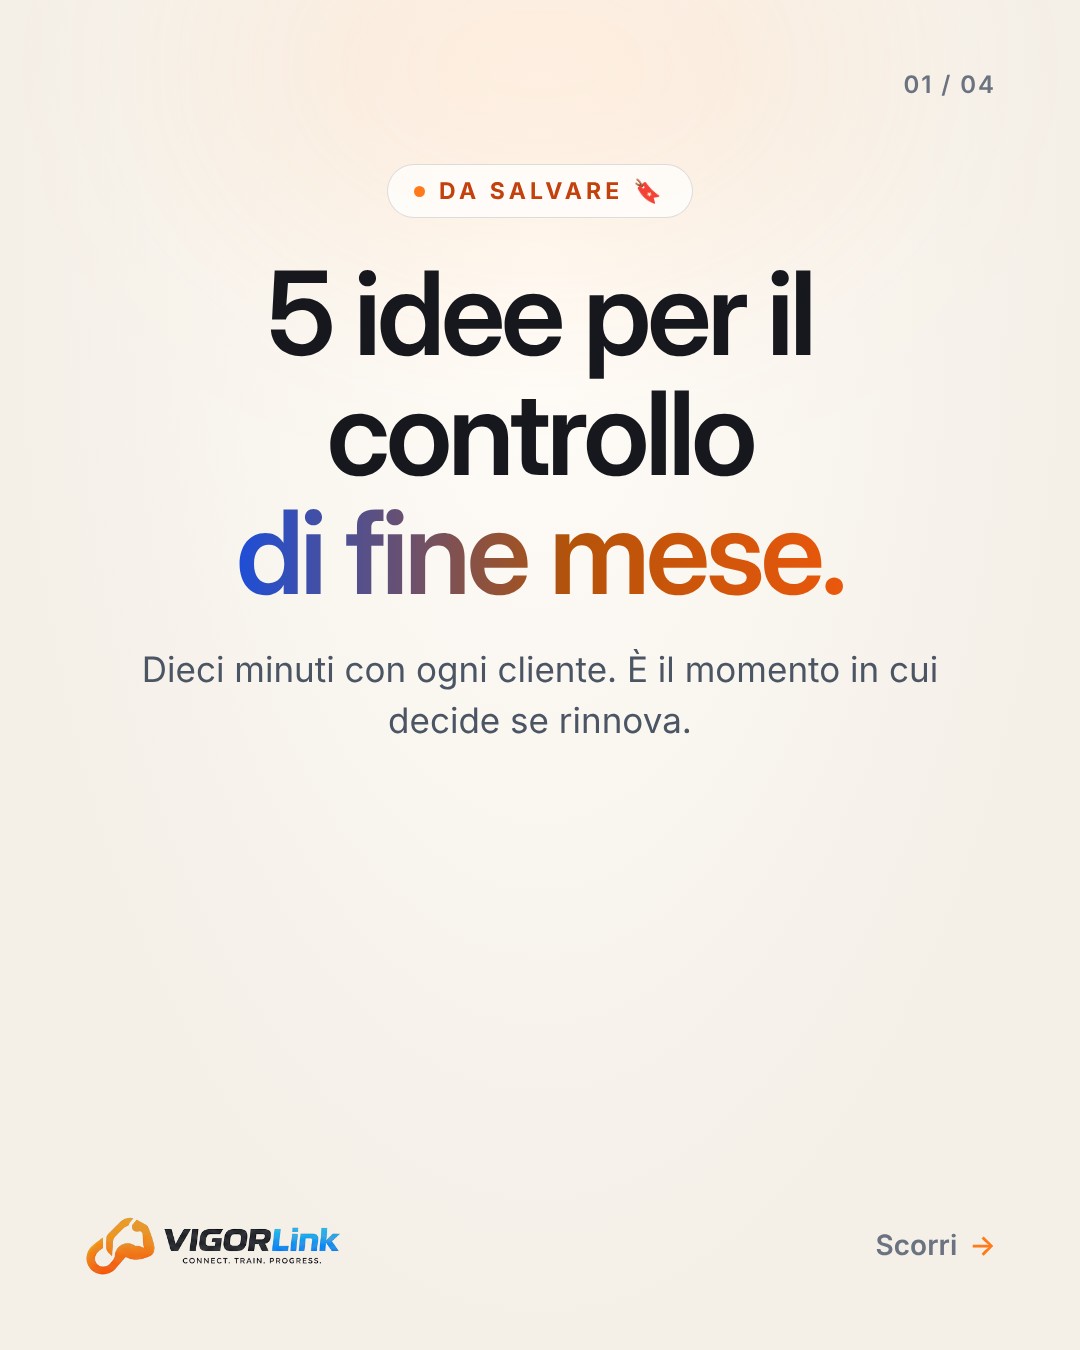 01 / 04
DA SALVARE 🔖
5 idee per il
controllo
di fine mese.
Dieci minuti con ogni cliente. È il momento in cui
decide se rinnova.
VIGORLink
CONNECT. TRAIN. PROGRESS.
Scorri →